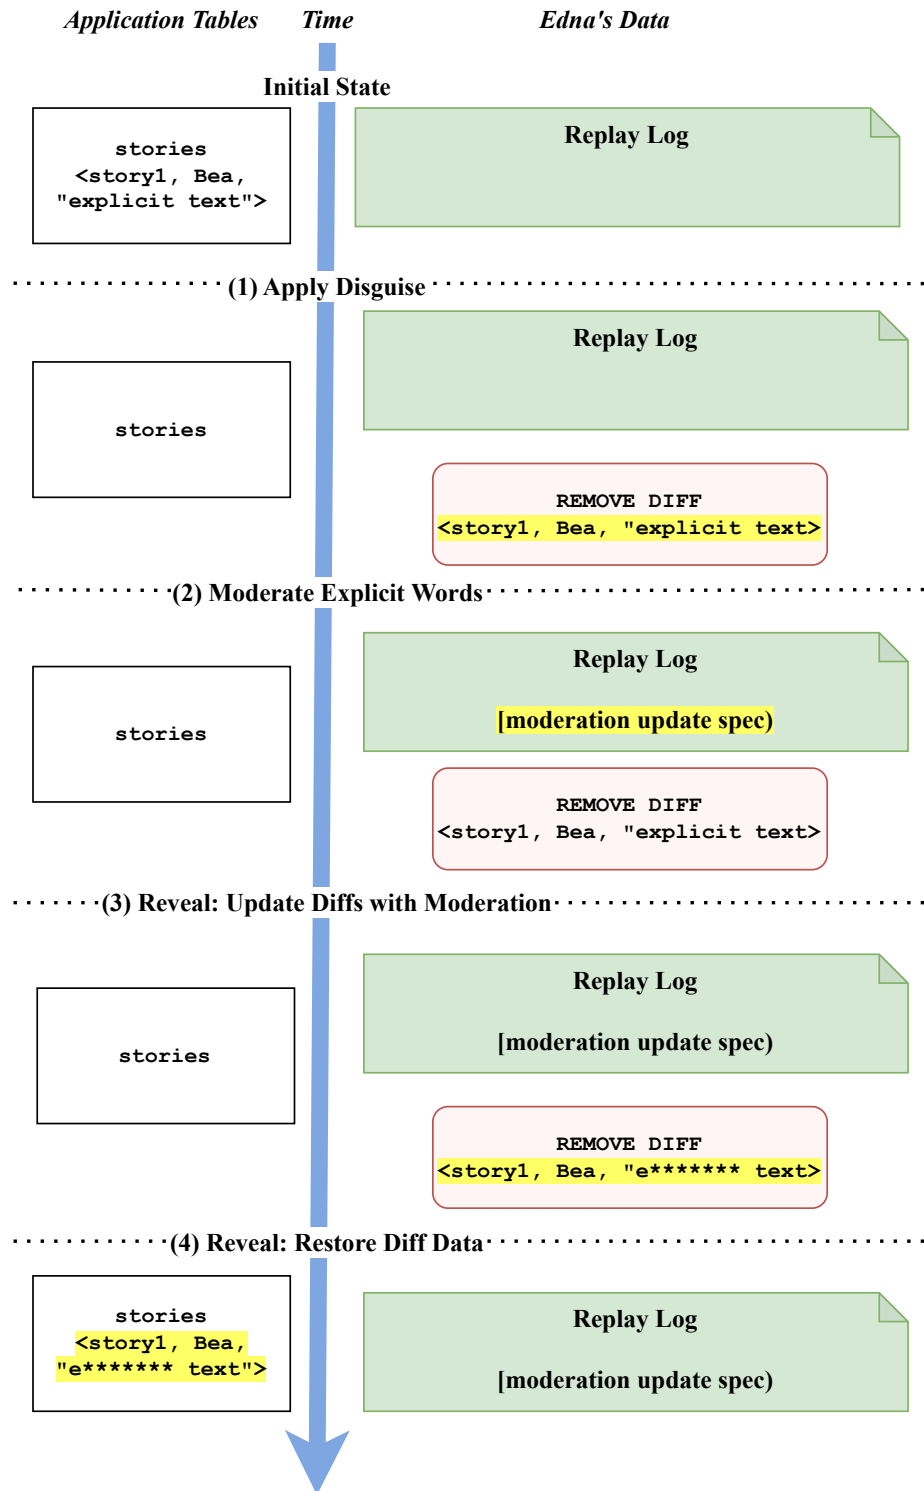 Application Tables Time Edna's Data
Initial State
stories
<story1, Bea,
"explicit text">
Replay Log
(1) Apply Disguise
stories
Replay Log
REMOVE DIFF
<story1, Bea, "explicit text>
(2) Moderate Explicit Words
stories
Replay Log
[moderation update spec)
REMOVE DIFF
<story1, Bea, "explicit text>
(3) Reveal: Update Diffs with Moderation
stories
Replay Log
[moderation update spec)
REMOVE DIFF
<story1, Bea, "e******* text>
(4) Reveal: Restore Diff Data
stories
<story1, Bea,
"e******* text">
Replay Log
[moderation update spec)